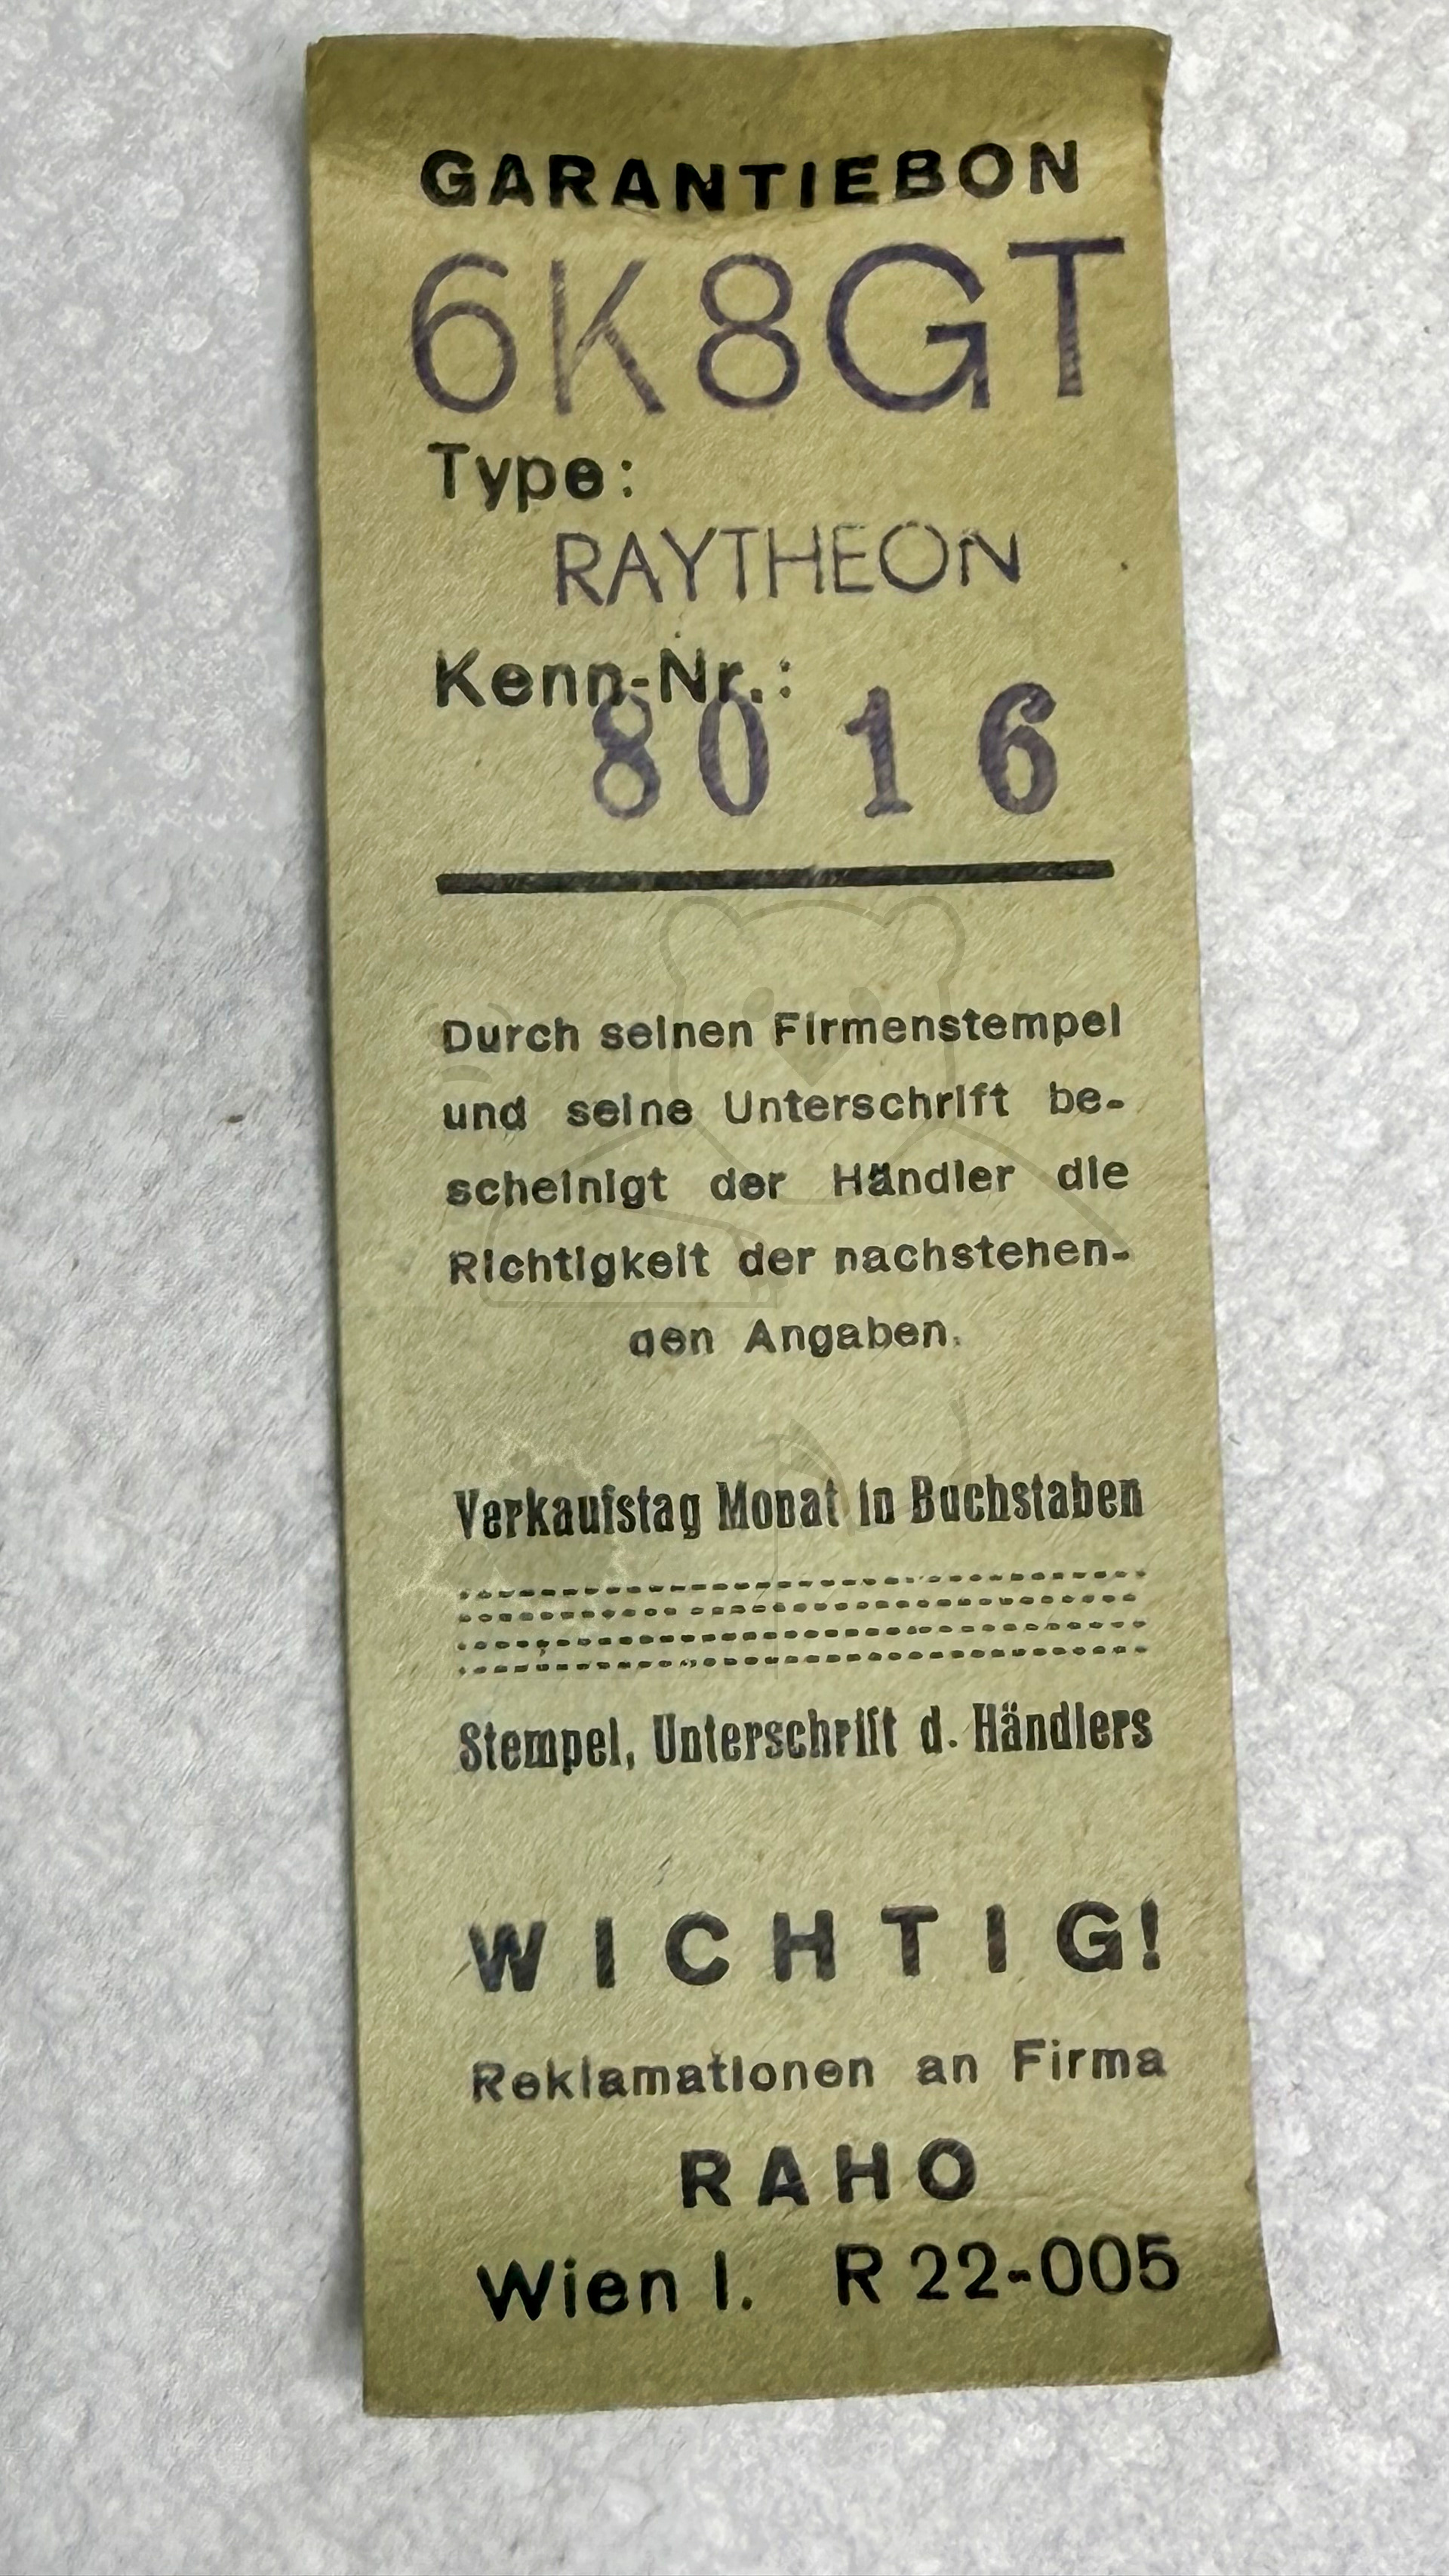 GARANTIEBON
6K8GT
Type:
RAYTHEON
Kenn-Nr.:
8016
Durch seinen Firmenstempel
und seine Unterschrift be-
scheinigt der Händler die
Richtigkeit der nachstehen-
den Angaben.
Verkaufstag Monat in Buchstaben
Stempel, Unterschrift d. Händlers
WICHTIG!
Reklamationen an Firma
RAHO
Wien I. R 22-005